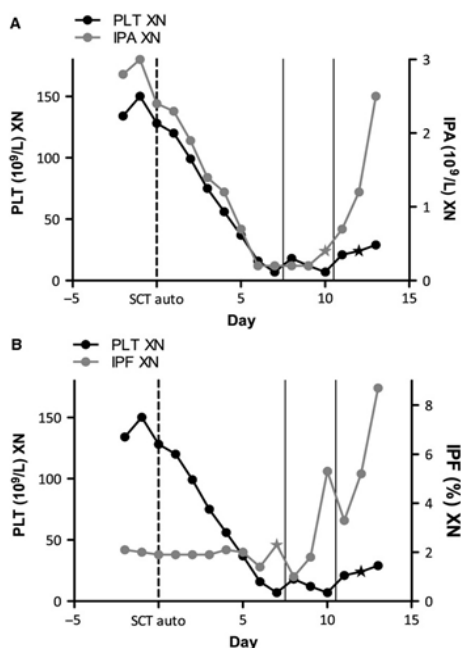 A
PLT XN
IPA XN
PLT (10⁹/L) XN
150
100
50
0
3
2
1
0
IPA (10⁹/L) XN
−5
SCT auto
5
10
15
Day
B
PLT XN
IPF XN
PLT (10⁹/L) XN
150
100
50
0
8
6
4
2
0
IPF (%) XN
−5
SCT auto
5
10
15
Day